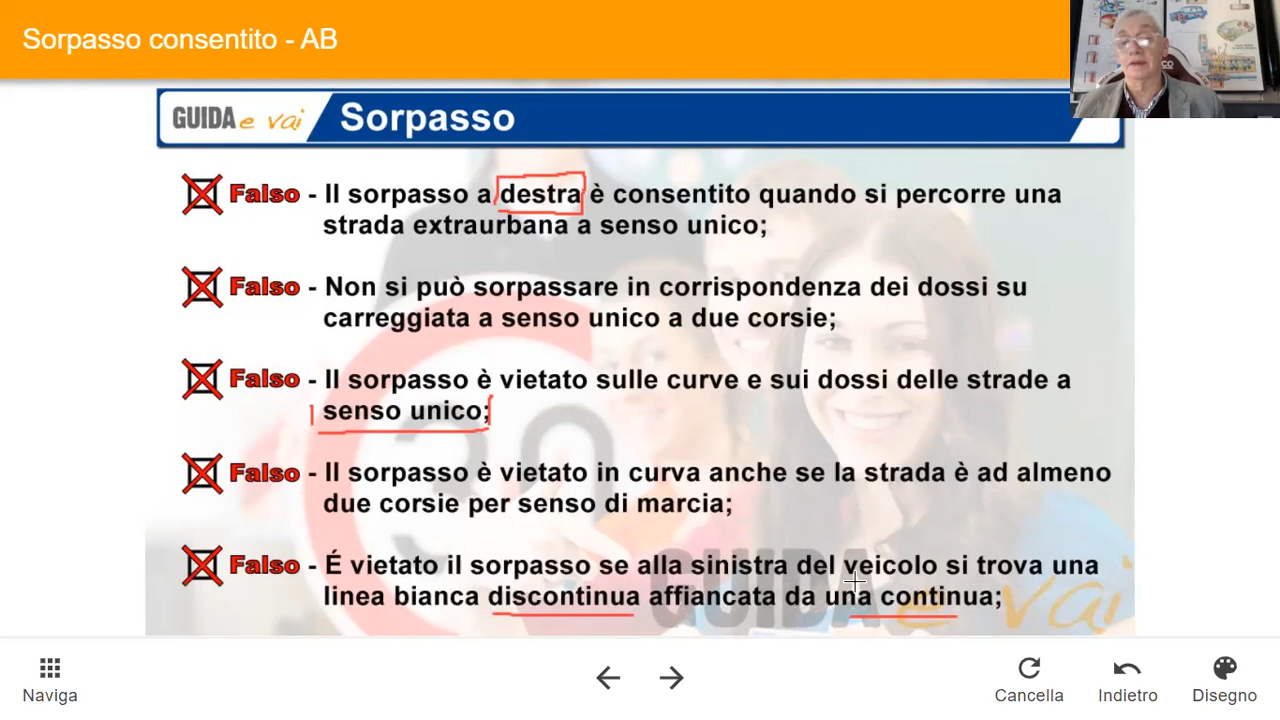 Sorpasso consentito - AB
GUIDA e vai Sorpasso
Falso - Il sorpasso a destra è consentito quando si percorre una
strada extraurbana a senso unico;
Falso - Non si può sorpassare in corrispondenza dei dossi su
carreggiata a senso unico a due corsie;
Falso - Il sorpasso è vietato sulle curve e sui dossi delle strade a
senso unico;
Falso - Il sorpasso è vietato in curva anche se la strada è ad almeno
due corsie per senso di marcia;
Falso - É vietato il sorpasso se alla sinistra del veicolo si trova una
linea bianca discontinua affiancata da una continua;
GUIDA e vai
Naviga
Cancella
Indietro
Disegno